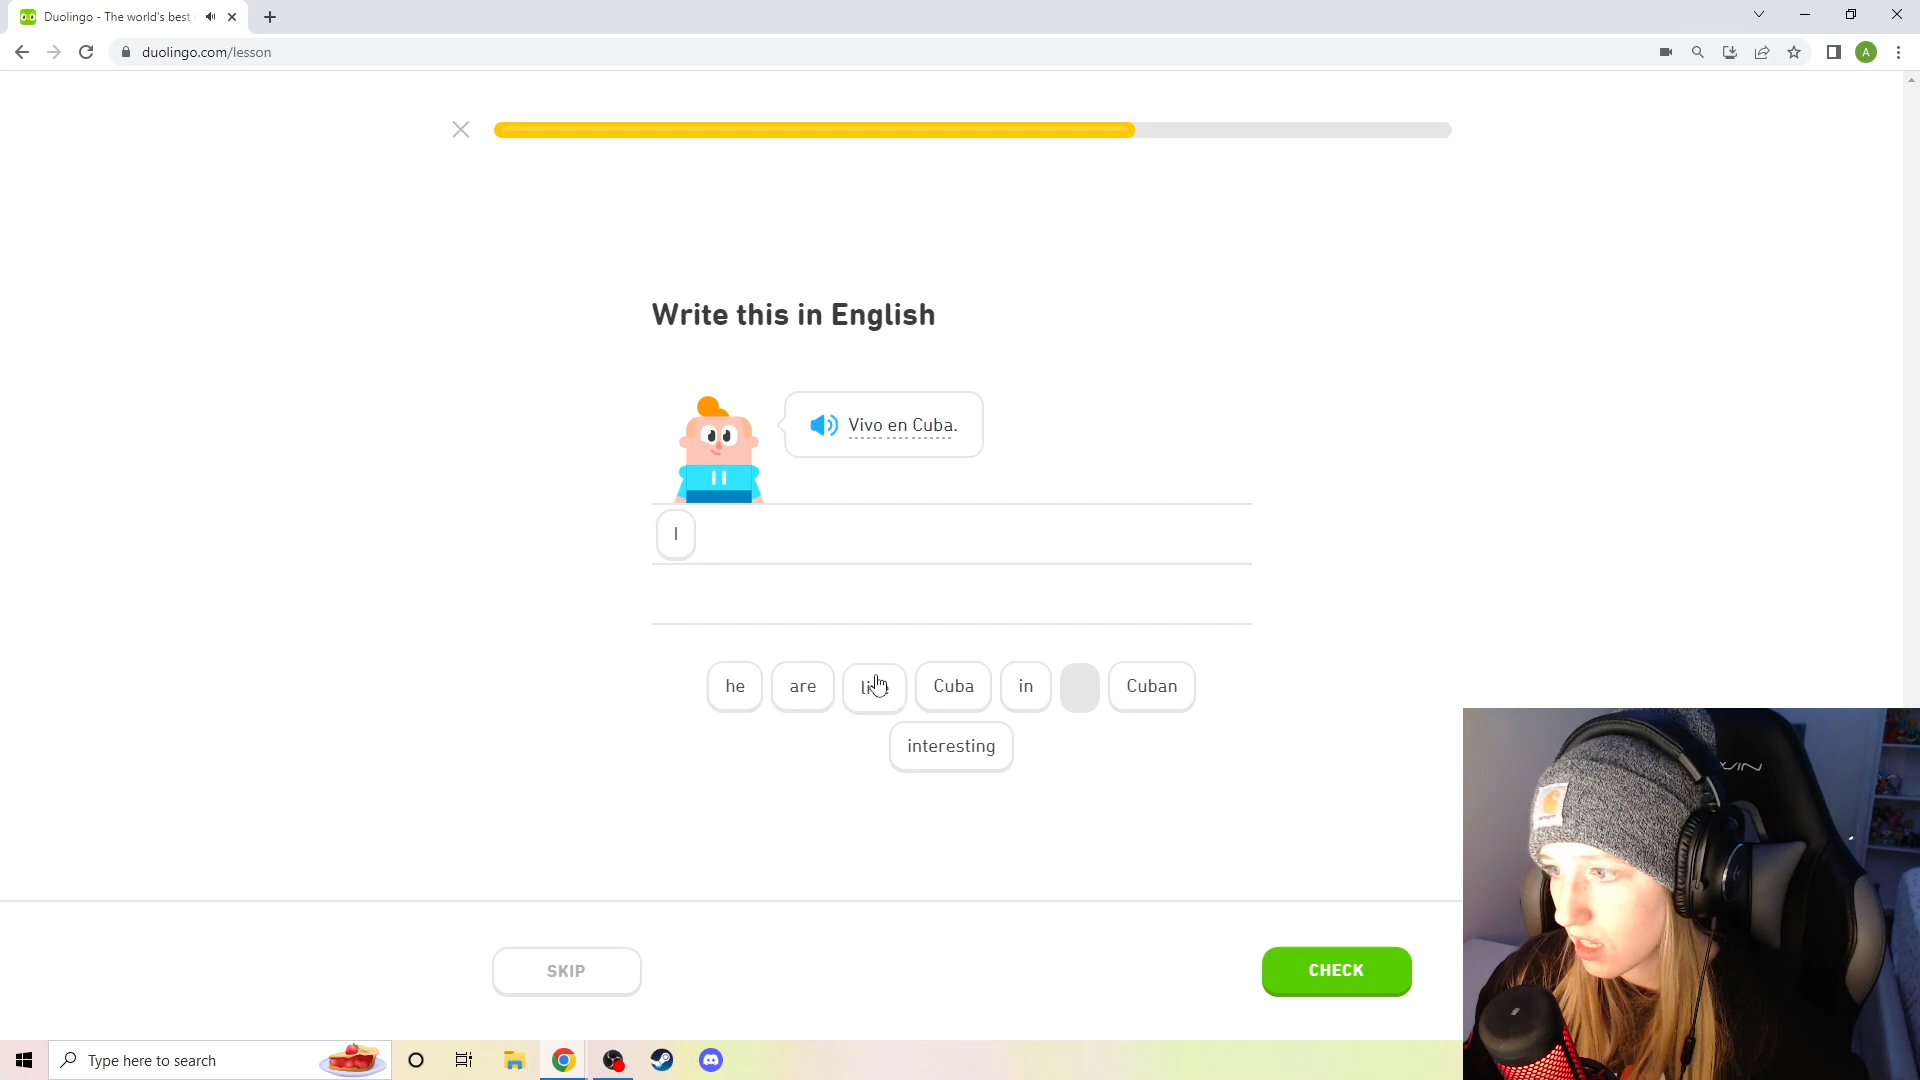 Duolingo - The world's best
duolingo.com/lesson
A
Write this in English
Vivo en Cuba.
I
he are Cuba in Cuban
interesting
SKIP
CHECK
Type here to search